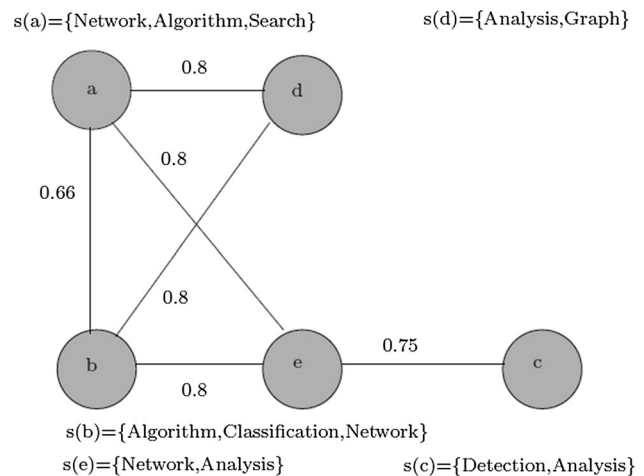 s(a)={Network,Algorithm,Search}
s(d)={Analysis,Graph}
0.8
a
d
0.8
0.66
0.8
0.75
b
e
c
0.8
s(b)={Algorithm,Classification,Network}
s(e)={Network,Analysis}
s(c)={Detection,Analysis}